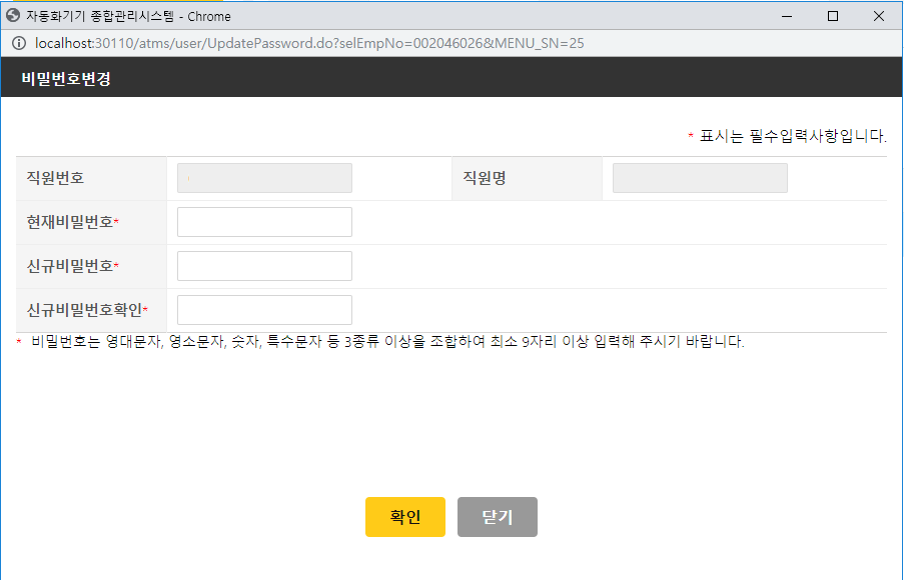 자동화기기 종합관리시스템 - Chrome
localhost:30110/atms/user/UpdatePassword.do?selEmpNo=002046026&MENU_SN=25
비밀번호변경
* 표시는 필수입력사항입니다.
직원번호 직원명
현재비밀번호*
신규비밀번호*
신규비밀번호확인*
* 비밀번호는 영대문자, 영소문자, 숫자, 특수문자 등 3종류 이상을 조합하여 최소 9자리 이상 입력해 주시기 바랍니다.
확인 닫기